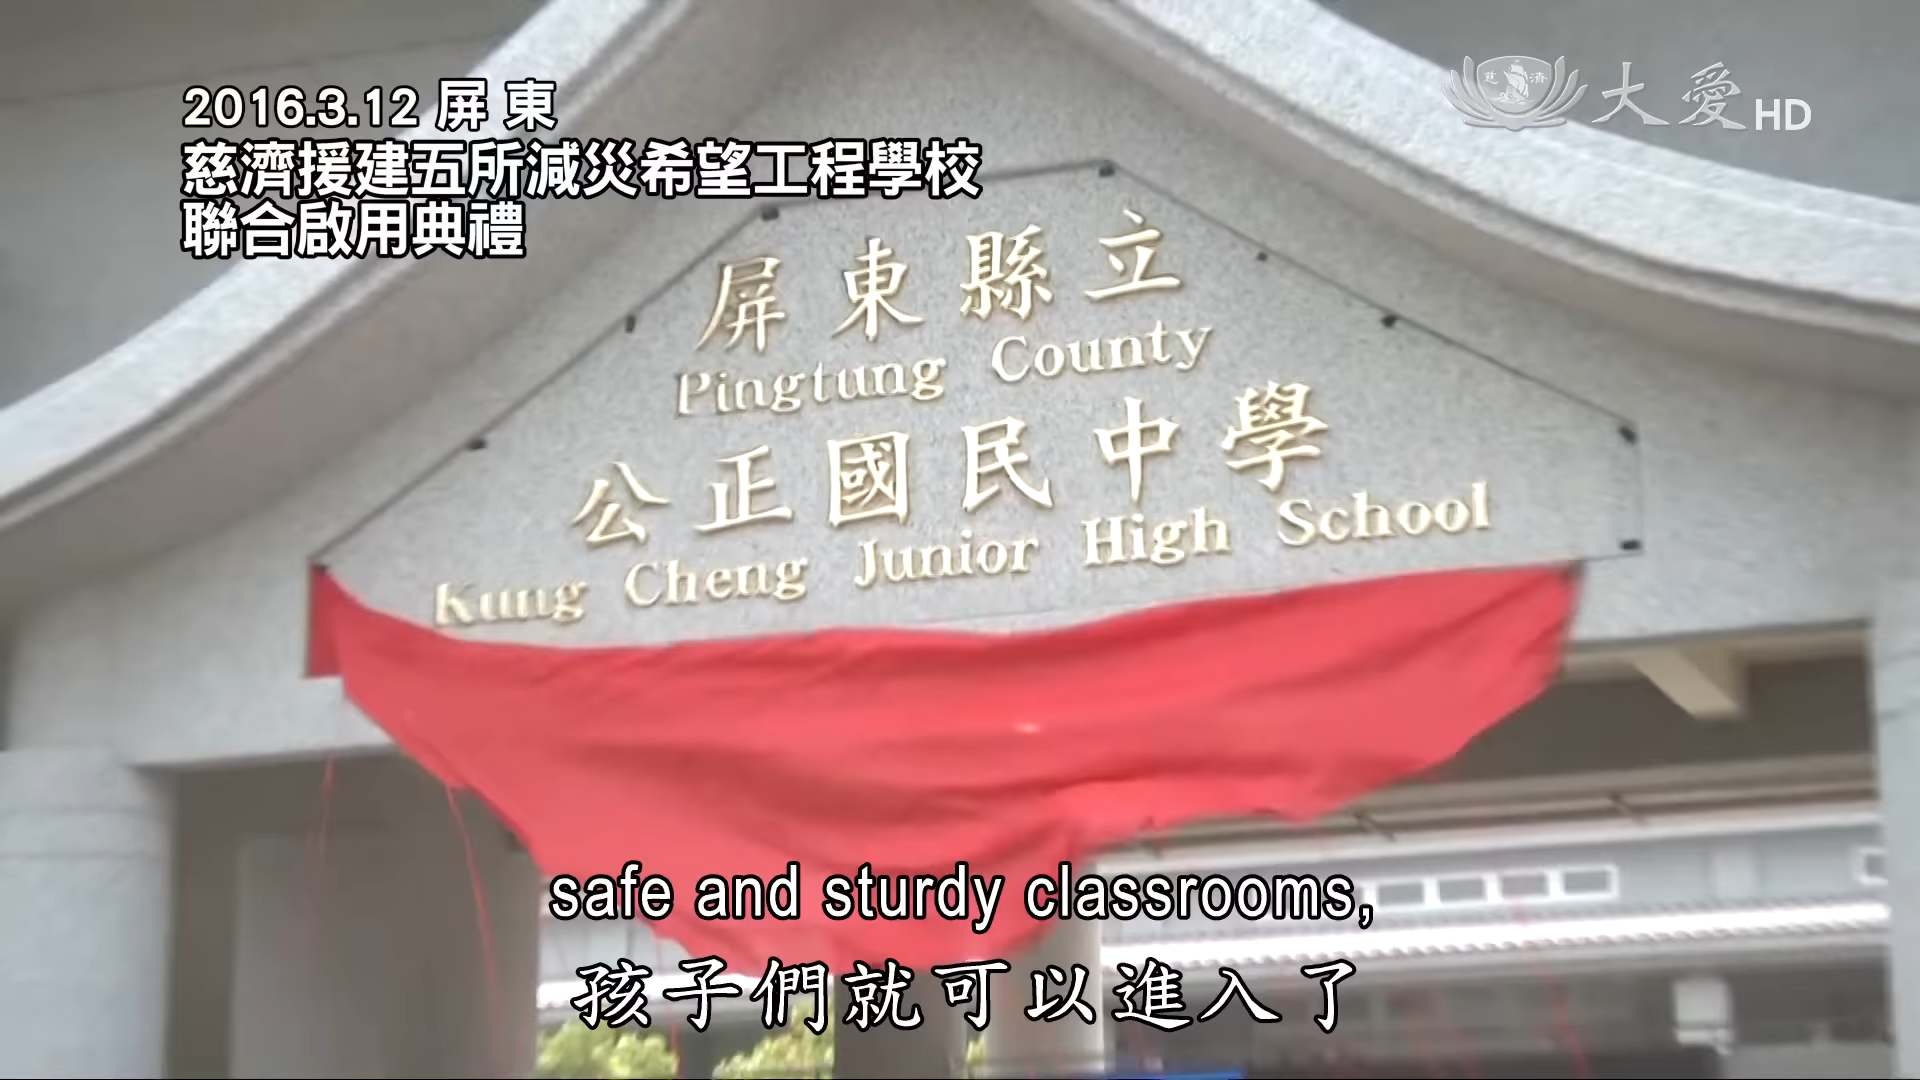 2016.3.12 屏東
慈濟援建五所減災希望工程學校
聯合啟用典禮
慈濟
大愛HD
屏東縣立
Pingtung County
公正國民中學
Kung Cheng Junior High School
safe and sturdy classrooms,
孩子們就可以進入了